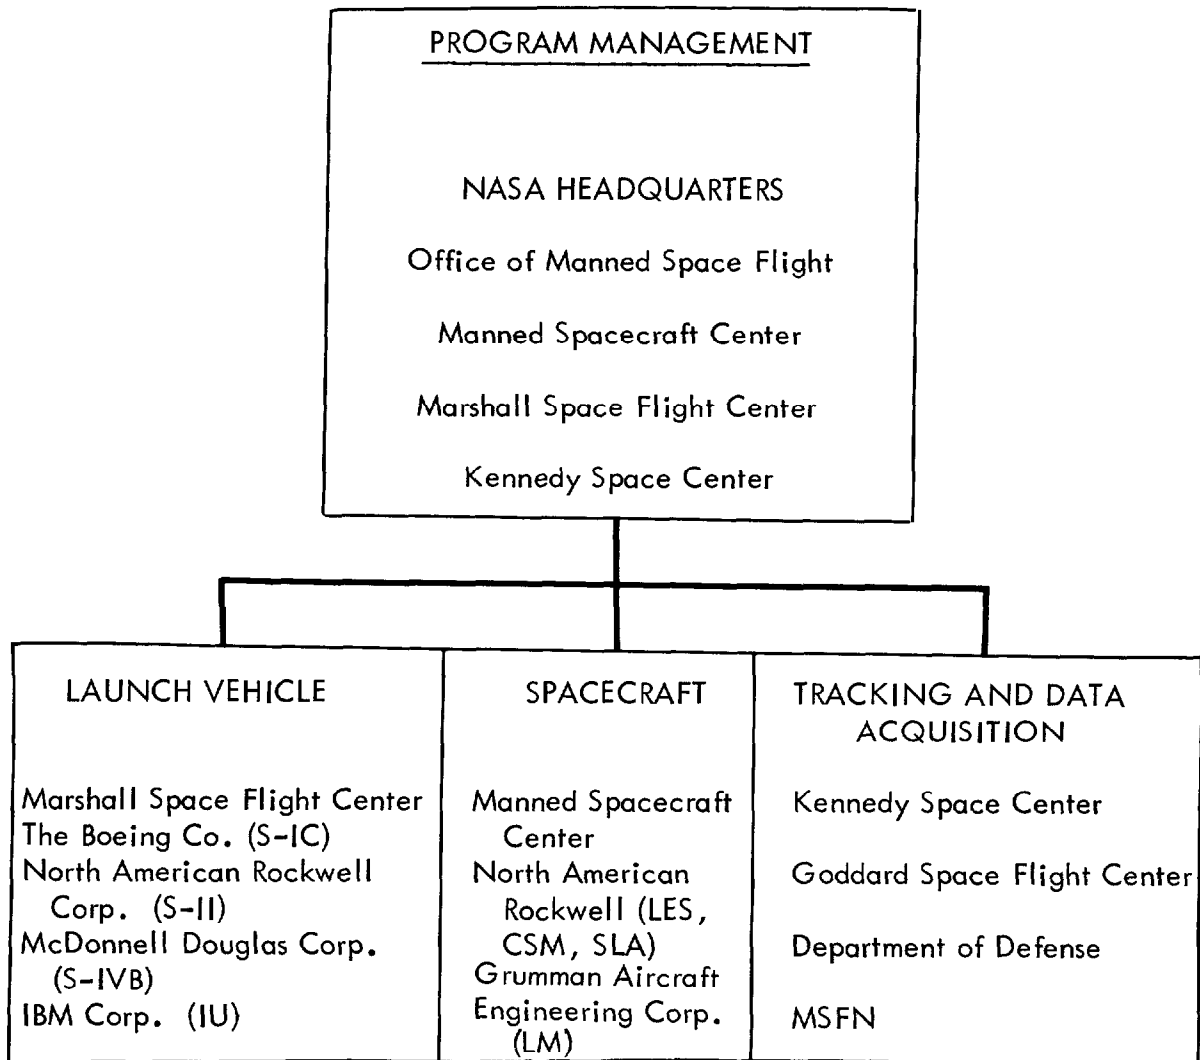 PROGRAM MANAGEMENT
NASA HEADQUARTERS
Office of Manned Space Flight
Manned Spacecraft Center
Marshall Space Flight Center
Kennedy Space Center
LAUNCH VEHICLE
Marshall Space Flight Center
The Boeing Co. (S-IC)
North American Rockwell
Corp. (S-II)
McDonnell Douglas Corp.
(S-IVB)
IBM Corp. (IU)
SPACECRAFT
Manned Spacecraft
Center
North American
Rockwell (LES,
CSM, SLA)
Grumman Aircraft
Engineering Corp.
(LM)
TRACKING AND DATA
ACQUISITION
Kennedy Space Center
Goddard Space Flight Center
Department of Defense
MSFN